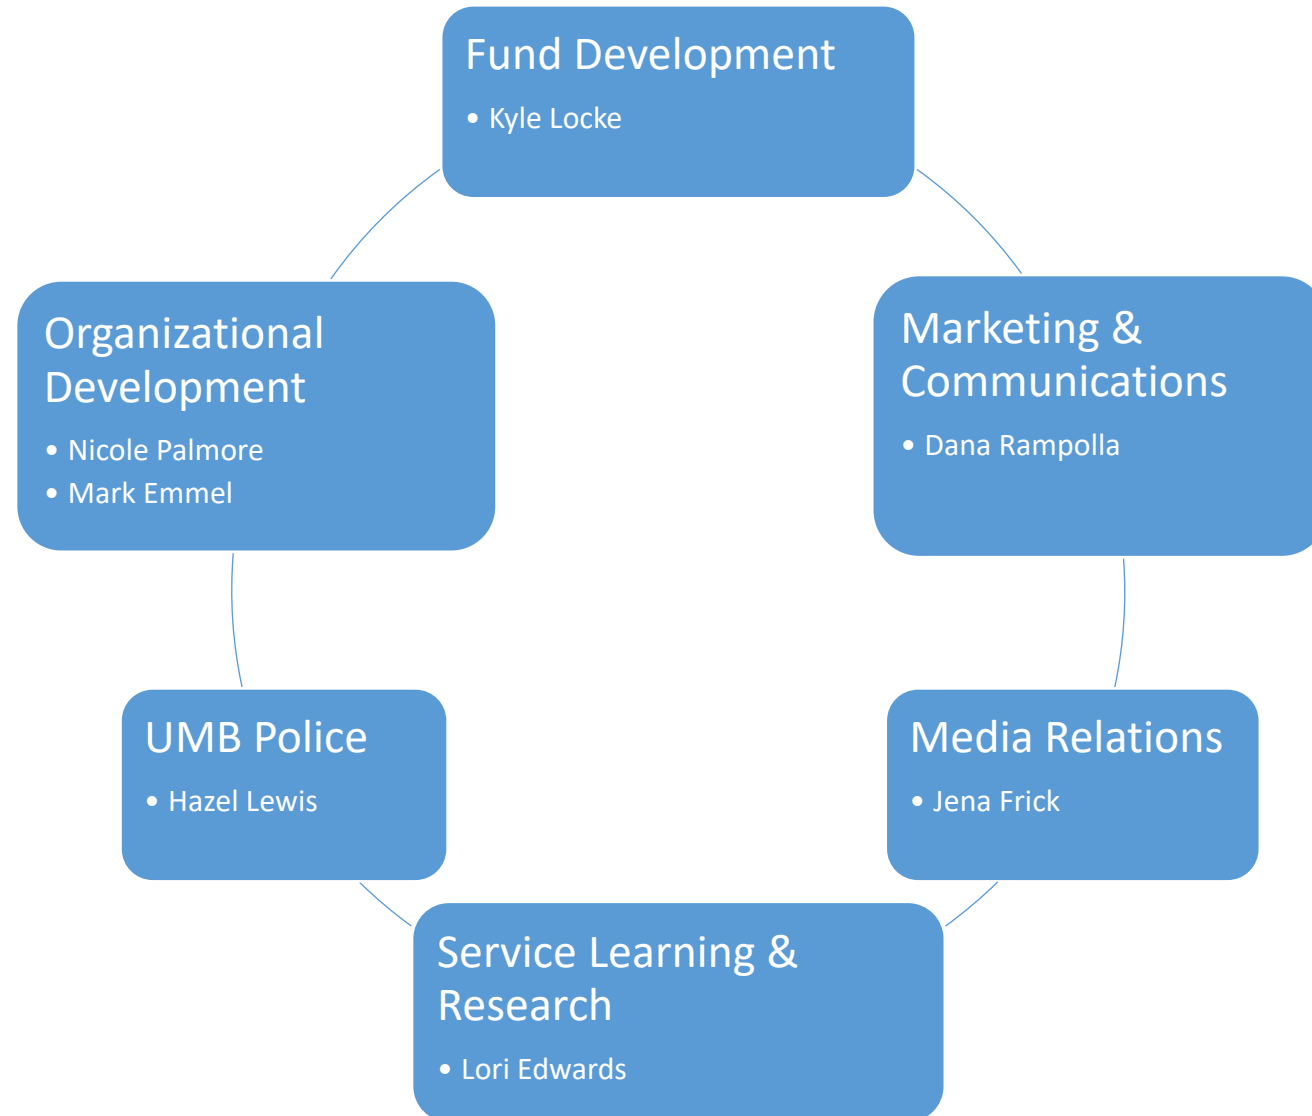 Fund Development
• Kyle Locke
Marketing &
Communications
• Dana Rampolla
Media Relations
• Jena Frick
Service Learning &
Research
• Lori Edwards
UMB Police
• Hazel Lewis
Organizational
Development
• Nicole Palmore
• Mark Emmel